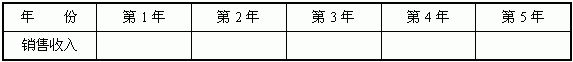 年 份 第1年 第2年 第3年 第4年 第5年
销售收入